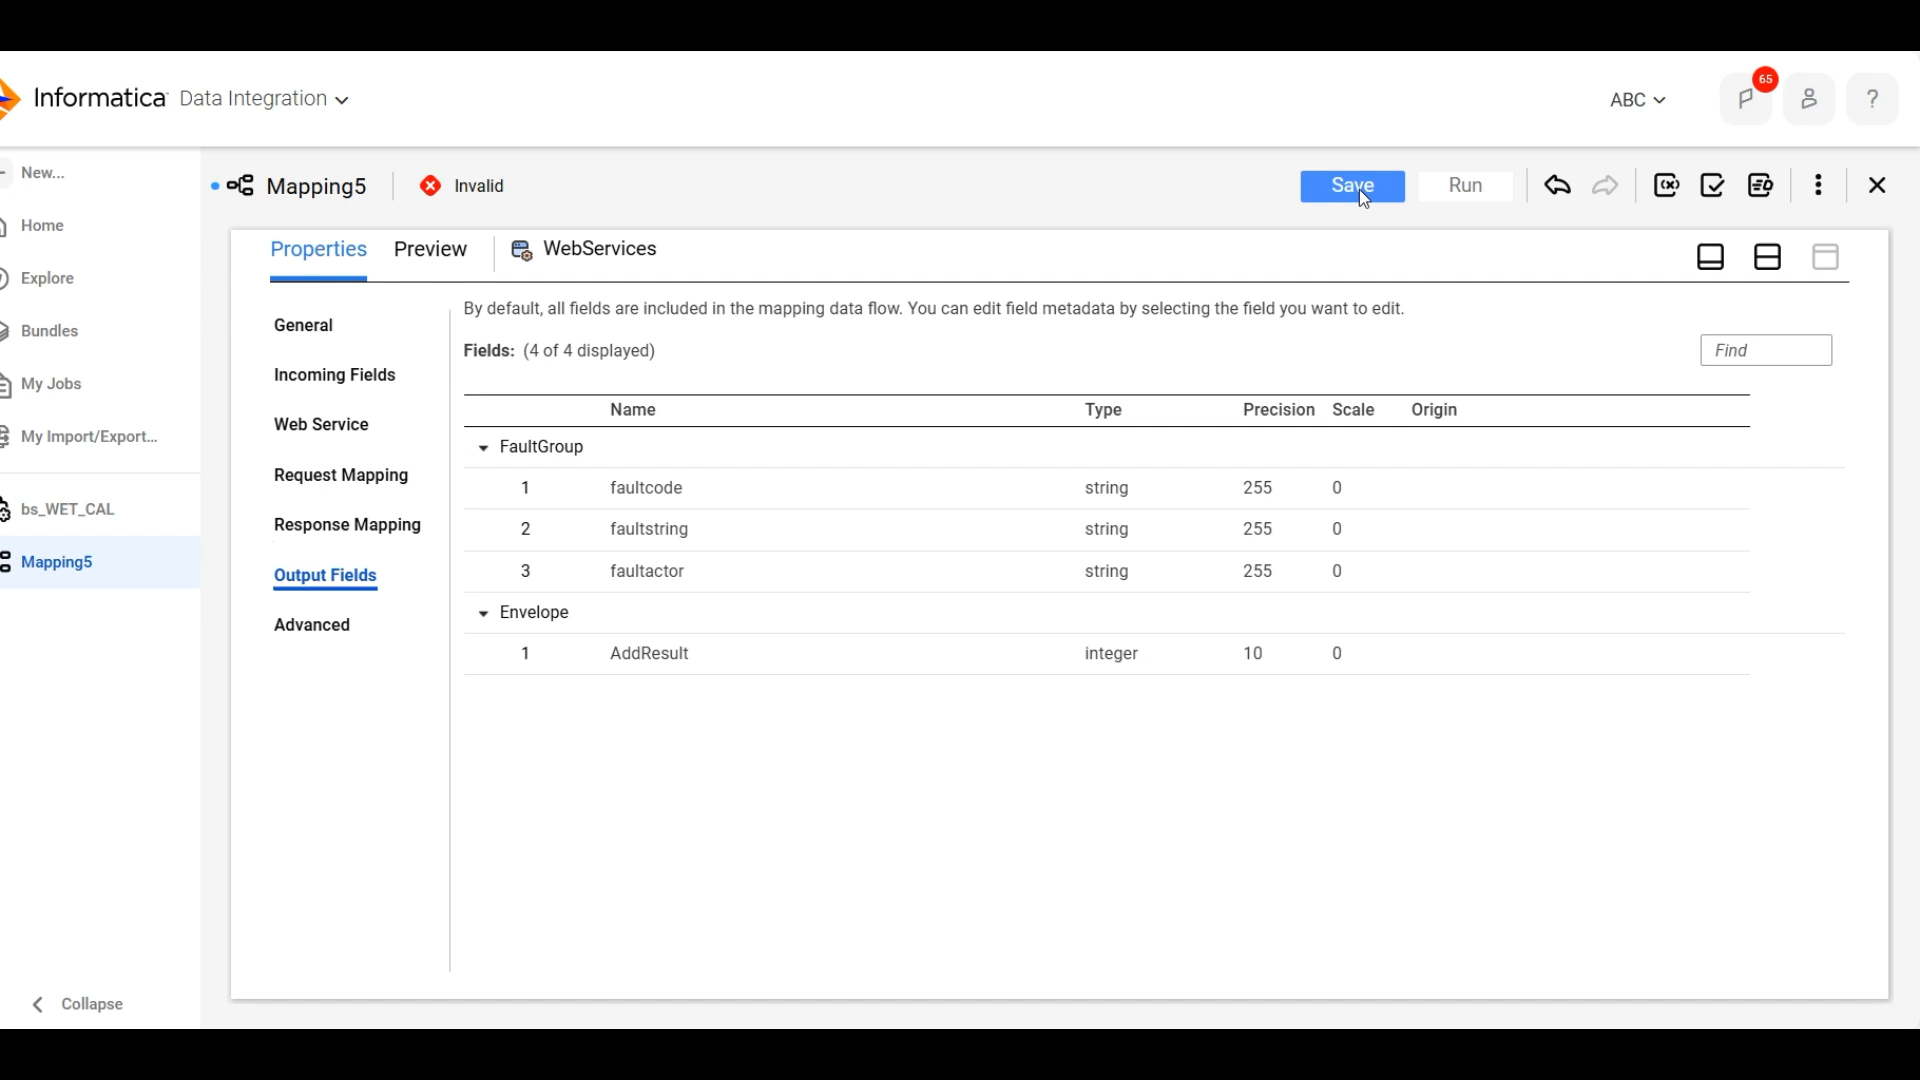 Informatica Data Integration
ABC
65
?
New...
Home
Explore
Bundles
My Jobs
My Import/Export...
bs_WET_CAL
Mapping5
Collapse
Mapping5
Invalid
Save
Run
Properties
Preview
WebServices
General
Incoming Fields
Web Service
Request Mapping
Response Mapping
Output Fields
Advanced
By default, all fields are included in the mapping data flow. You can edit field metadata by selecting the field you want to edit.
Fields: (4 of 4 displayed)
Find
Name Type Precision Scale Origin
FaultGroup
1 faultcode string 255 0
2 faultstring string 255 0
3 faultactor string 255 0
Envelope
1 AddResult integer 10 0